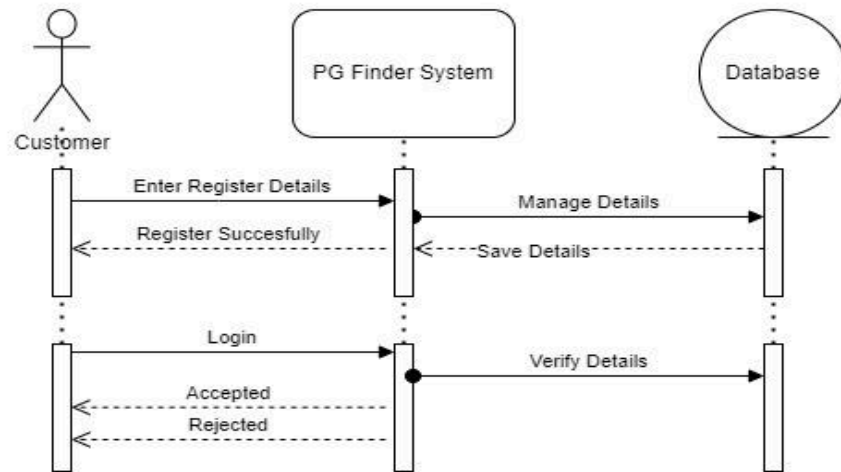 PG Finder System
Database
Customer
Enter Register Details
Manage Details
Register Succesfully
Save Details
Login
Verify Details
Accepted
Rejected